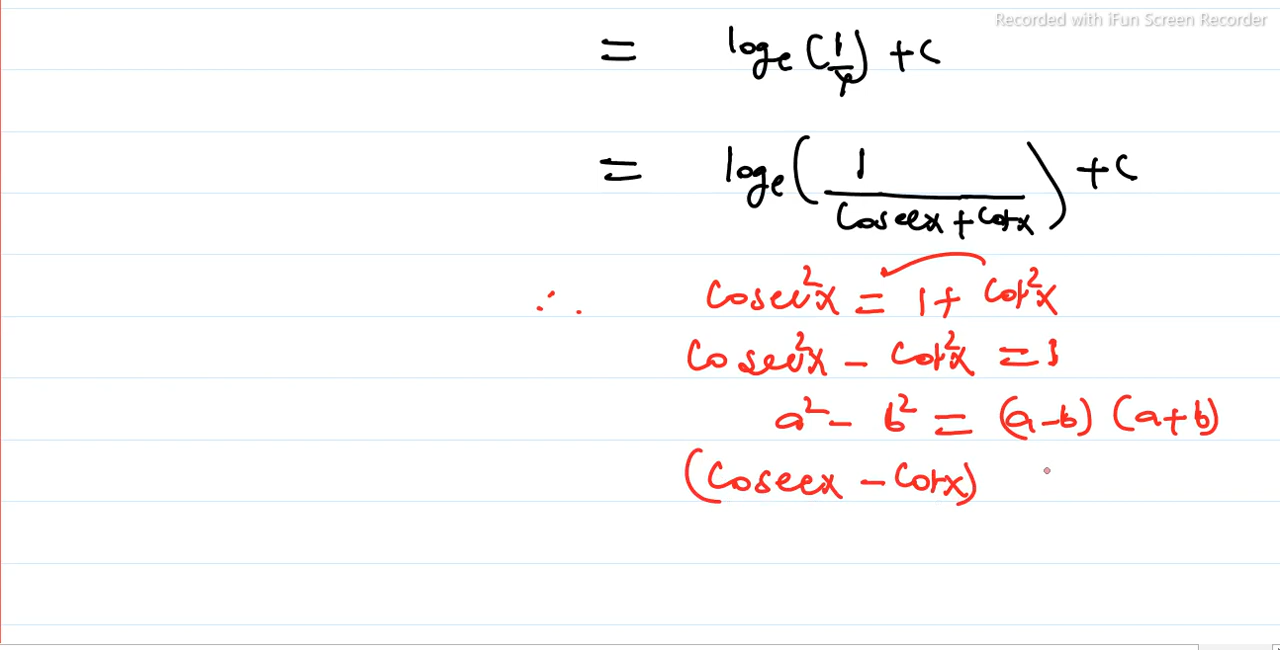 Recorded with iFun Screen Recorder
= loge (1/y) + c
= loge (1/(cosecx + cotx)) + c
∴ cosec²x = 1 + cot²x
cosec²x - cot²x = 1
a² - b² = (a-b) (a+b)
(cosecx - cotx)